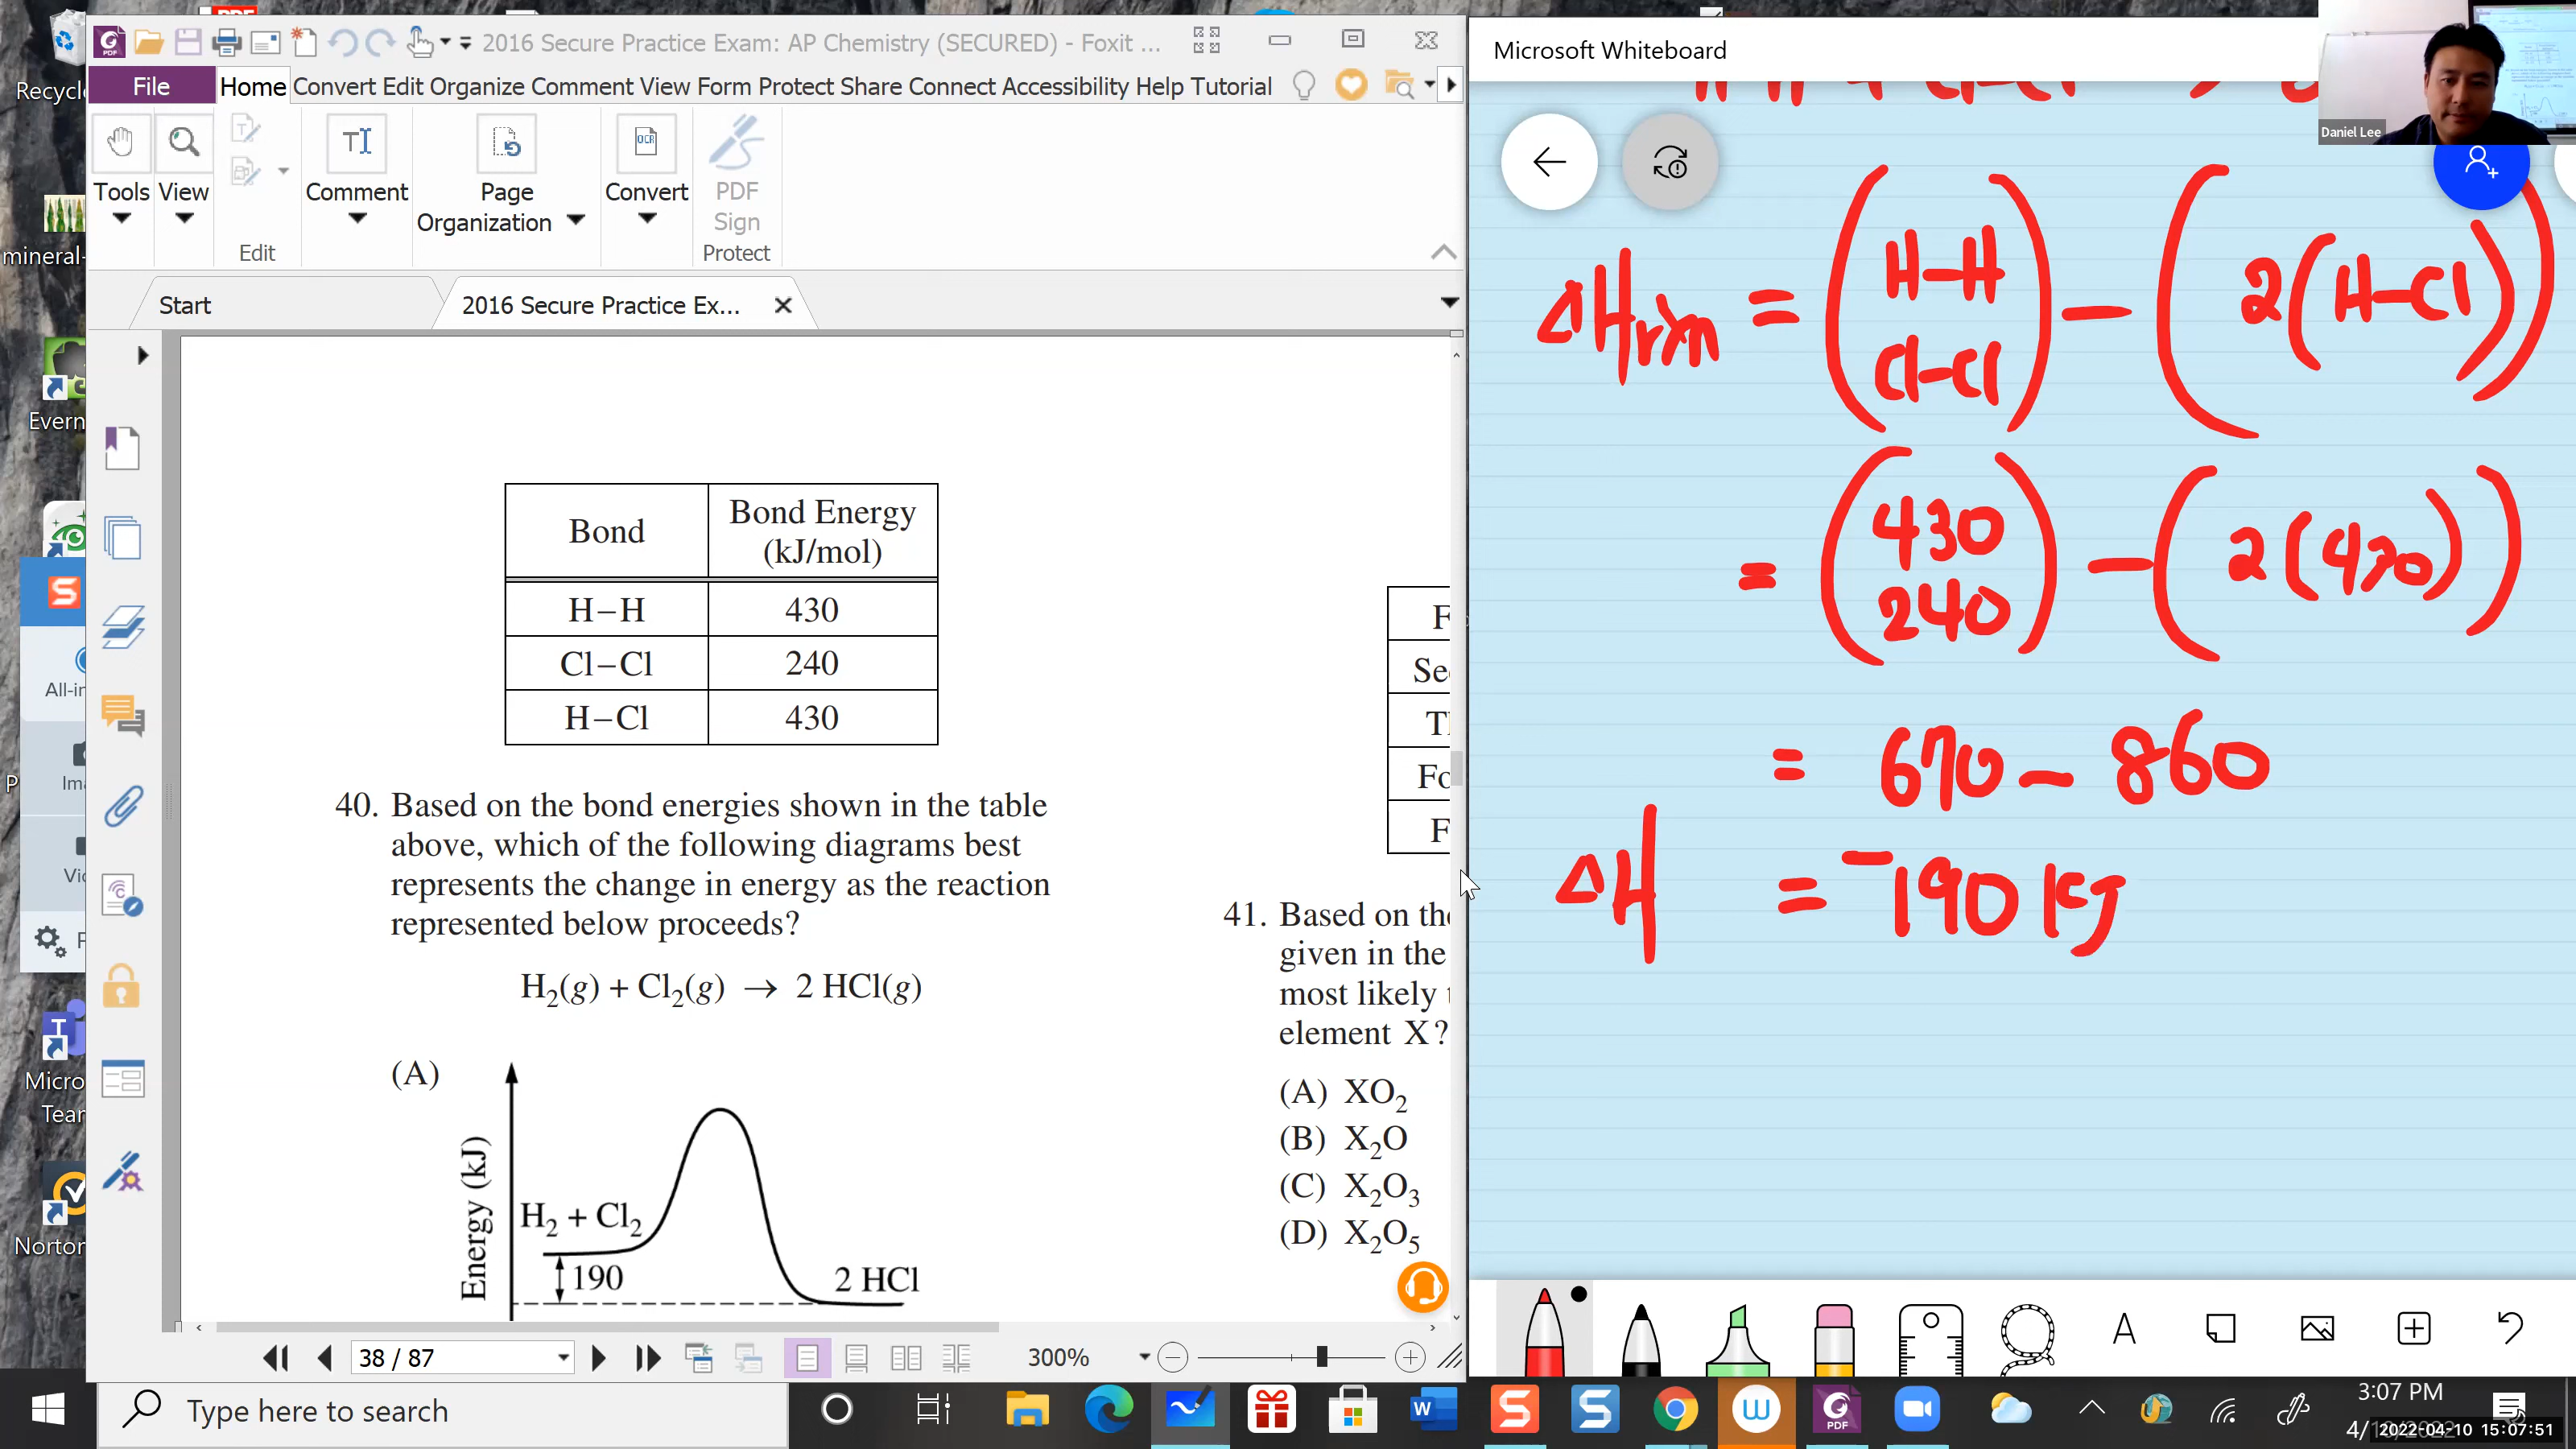 Recycle
mineral-
Evern
All-in
P
Ima
Vid
F
Micro
Tean
Norton
2016 Secure Practice Exam: AP Chemistry (SECURED) - Foxit ...
File Home Convert Edit Organize Comment View Form Protect Share Connect Accessibility Help Tutorial
Tools View Comment Page Organization Convert PDF Sign
Edit Protect
Start 2016 Secure Practice Ex...
Bond Bond Energy (kJ/mol)
H–H 430
Cl–Cl 240
H–Cl 430
40. Based on the bond energies shown in the table
above, which of the following diagrams best
represents the change in energy as the reaction
represented below proceeds?
H2(g) + Cl2(g) → 2 HCl(g)
(A)
Energy (kJ)
H2 + Cl2
190
2 HCl
F
Sec
Tl
Fo
F
41. Based on the
given in the
most likely t
element X?
(A) XO2
(B) X2O
(C) X2O3
(D) X2O5
38 / 87
300%
Microsoft Whiteboard
Daniel Lee
ΔHrxn = (H–H Cl–Cl) – (2(H–Cl))
= (430 240) – (2(430))
= 670 – 860
ΔH = -190 kJ
Type here to search
3:07 PM
2022-04-10 15:07:51